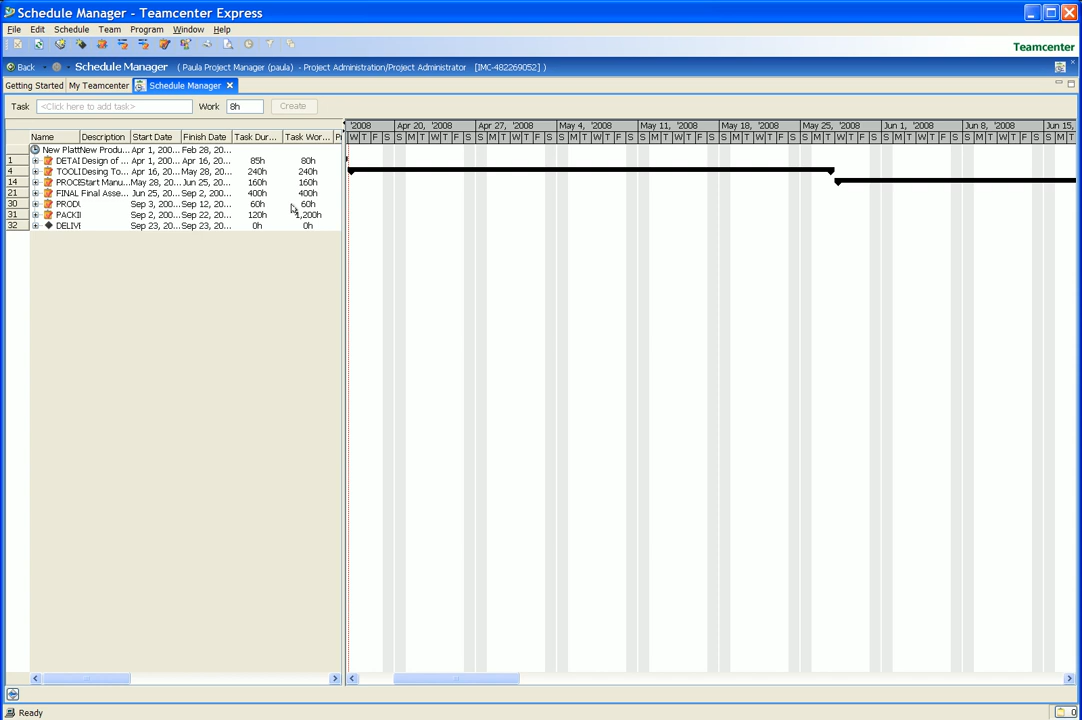 Schedule Manager - Teamcenter Express
File Edit Schedule Team Program Window Help
Teamcenter
Back Schedule Manager ( Paula Project Manager (paula) - Project Administration/Project Administrator [IMC-482269052] )
Getting Started My Teamcenter Schedule Manager
Task <Click here to add task> Work 8h Create
'2008 Apr 20, '2008 Apr 27, '2008 May 4, '2008 May 11, '2008 May 18, '2008 May 25, '2008 Jun 1, '2008 Jun 8, '2008 Jun 15,
Name Description Start Date Finish Date Task Dur... Task Wor... Pr
W T F S S M T W T F S S M T W T F S S M T W T F S S M T W T F S S M T W T F S S M T W T F S S M T W T F S S M T W T F S S M T W
New Platt New Produ... Apr 1, 200... Feb 28, 20...
1 DETAI Design of ... Apr 1, 200... Apr 16, 20... 85h 80h
4 TOOLI Desing To... Apr 16, 20... May 28, 20... 240h 240h
14 PROCE Start Manu... May 28, 20... Jun 25, 20... 160h 160h
21 FINAL Final Asse... Jun 25, 20... Sep 2, 200... 400h 400h
30 PRODU Sep 3, 200... Sep 12, 20... 60h 60h
31 PACKI Sep 2, 200... Sep 22, 20... 120h 1,200h
32 DELIVE Sep 23, 20... Sep 23, 20... 0h 0h
Ready 0